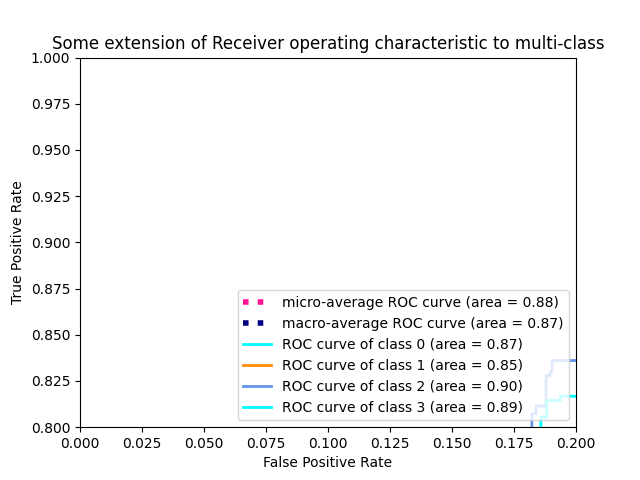 Some extension of Receiver operating characteristic to multi-class
1.000
0.975
0.950
0.925
0.900
0.875
0.850
0.825
0.800
True Positive Rate
micro-average ROC curve (area = 0.88)
macro-average ROC curve (area = 0.87)
ROC curve of class 0 (area = 0.87)
ROC curve of class 1 (area = 0.85)
ROC curve of class 2 (area = 0.90)
ROC curve of class 3 (area = 0.89)
0.000 0.025 0.050 0.075 0.100 0.125 0.150 0.175 0.200
False Positive Rate